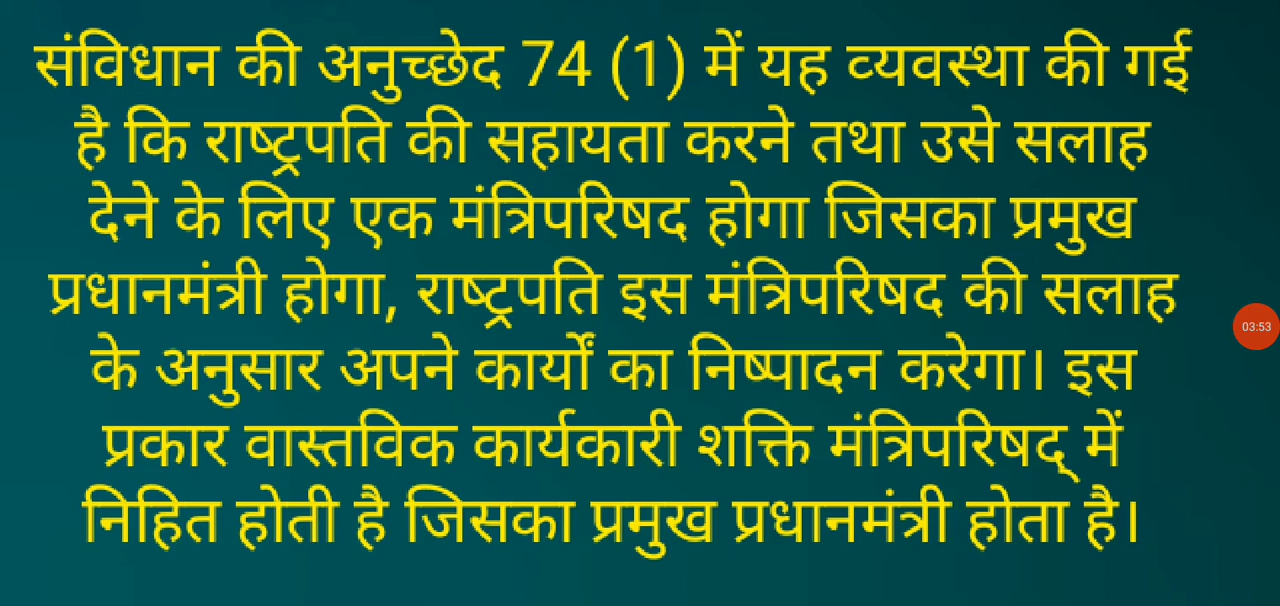 संविधान की अनुच्छेद 74 (1) में यह व्यवस्था की गई
है कि राष्ट्रपति की सहायता करने तथा उसे सलाह
देने के लिए एक मंत्रिपरिषद होगा जिसका प्रमुख
प्रधानमंत्री होगा, राष्ट्रपति इस मंत्रिपरिषद की सलाह
के अनुसार अपने कार्यों का निष्पादन करेगा। इस
प्रकार वास्तविक कार्यकारी शक्ति मंत्रिपरिषद् में
निहित होती है जिसका प्रमुख प्रधानमंत्री होता है।
03:53